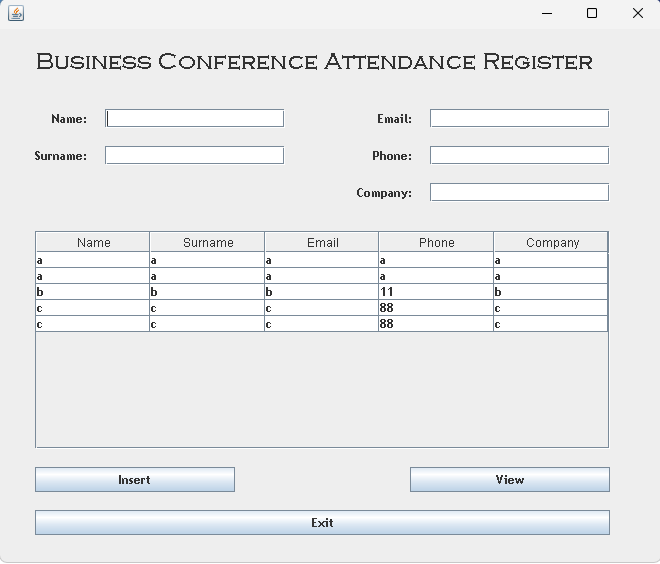 Business Conference Attendance Register
Name: Email:
Surname: Phone:
Company:
Name Surname Email Phone Company
a a a a a
a a a a a
b b b 11 b
c c c 88 c
c c c 88 c
Insert View
Exit